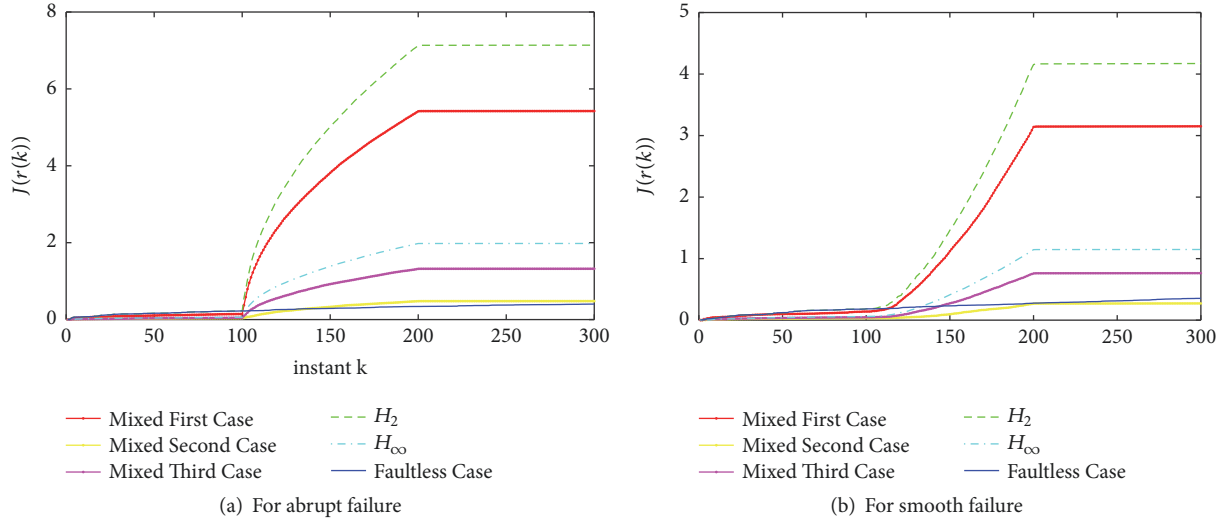 8
6
4
2
0
J(r(k))
0 50 100 150 200 250 300
instant k
Mixed First Case
Mixed Second Case
Mixed Third Case
H₂
H∞
Faultless Case
(a) For abrupt failure
5
4
3
2
1
0
J(r(k))
0 50 100 150 200 250 300
Mixed First Case
Mixed Second Case
Mixed Third Case
H₂
H∞
Faultless Case
(b) For smooth failure